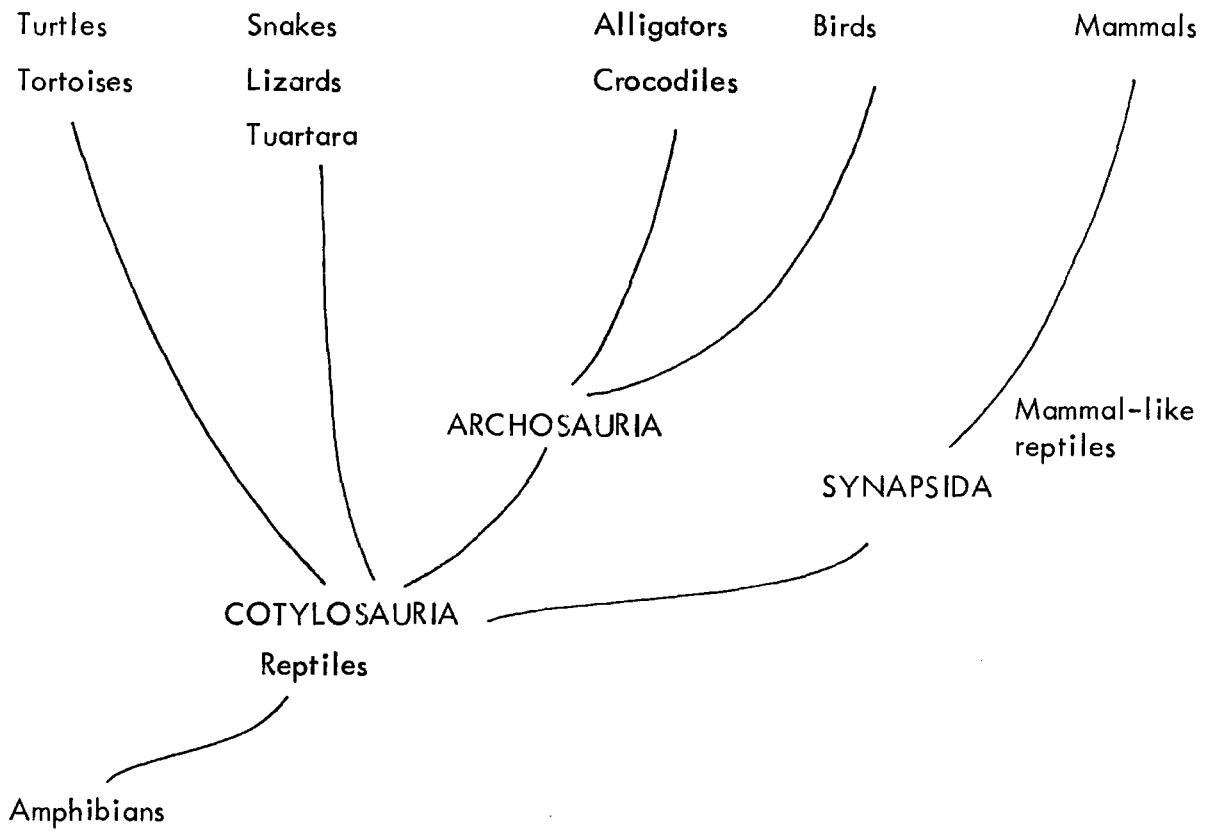 Turtles
Tortoises
Snakes
Lizards
Tuartara
Alligators
Crocodiles
Birds
Mammals
ARCHOSAURIA
Mammal-like
reptiles
SYNAPSIDA
COTYLOSAURIA
Reptiles
Amphibians